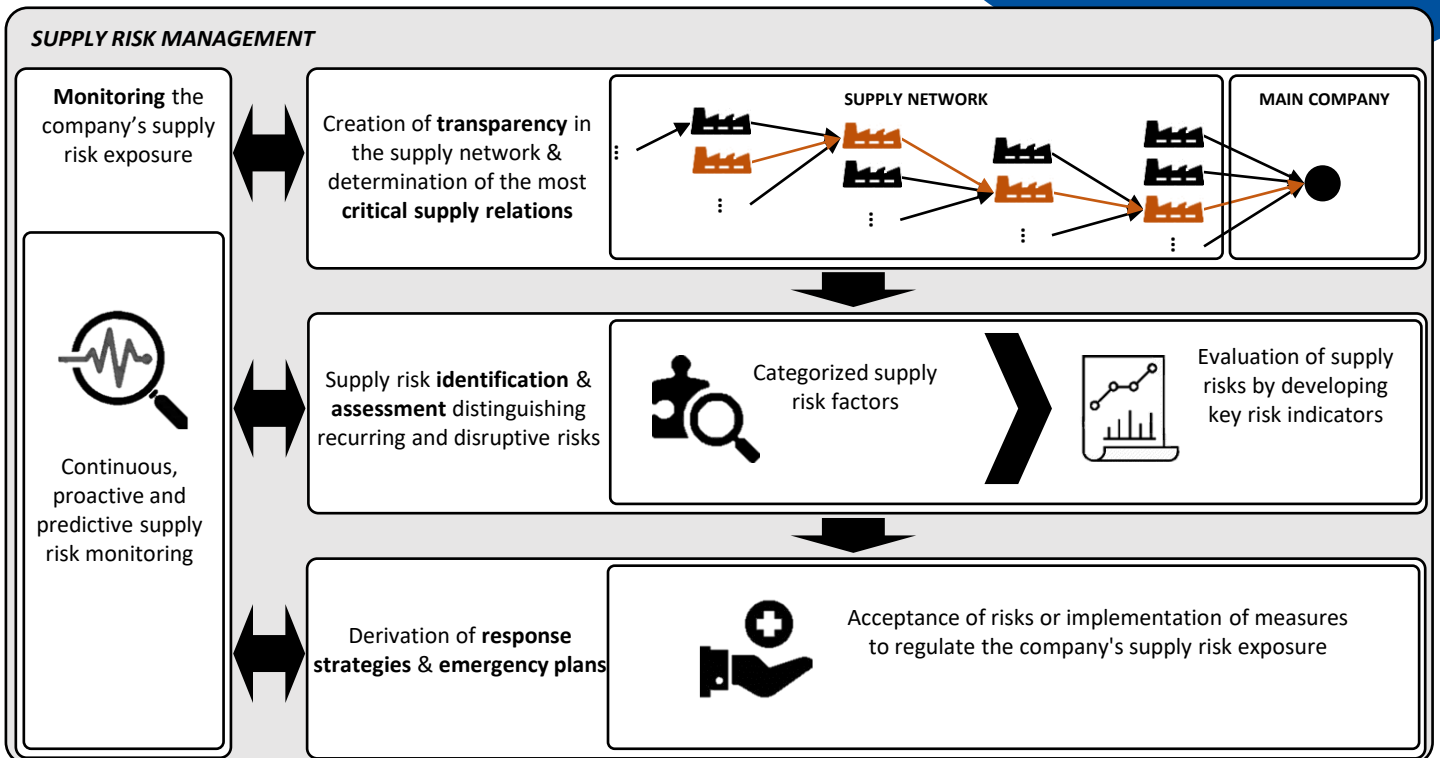 SUPPLY RISK MANAGEMENT
Monitoring the
company's supply
risk exposure
Continuous,
proactive and
predictive supply
risk monitoring
Creation of transparency in
the supply network &
determination of the most
critical supply relations
SUPPLY NETWORK
MAIN COMPANY
...
...
...
...
...
Supply risk identification &
assessment distinguishing
recurring and disruptive risks
Categorized supply
risk factors
Evaluation of supply
risks by developing
key risk indicators
Derivation of response
strategies & emergency plans
Acceptance of risks or implementation of measures
to regulate the company's supply risk exposure